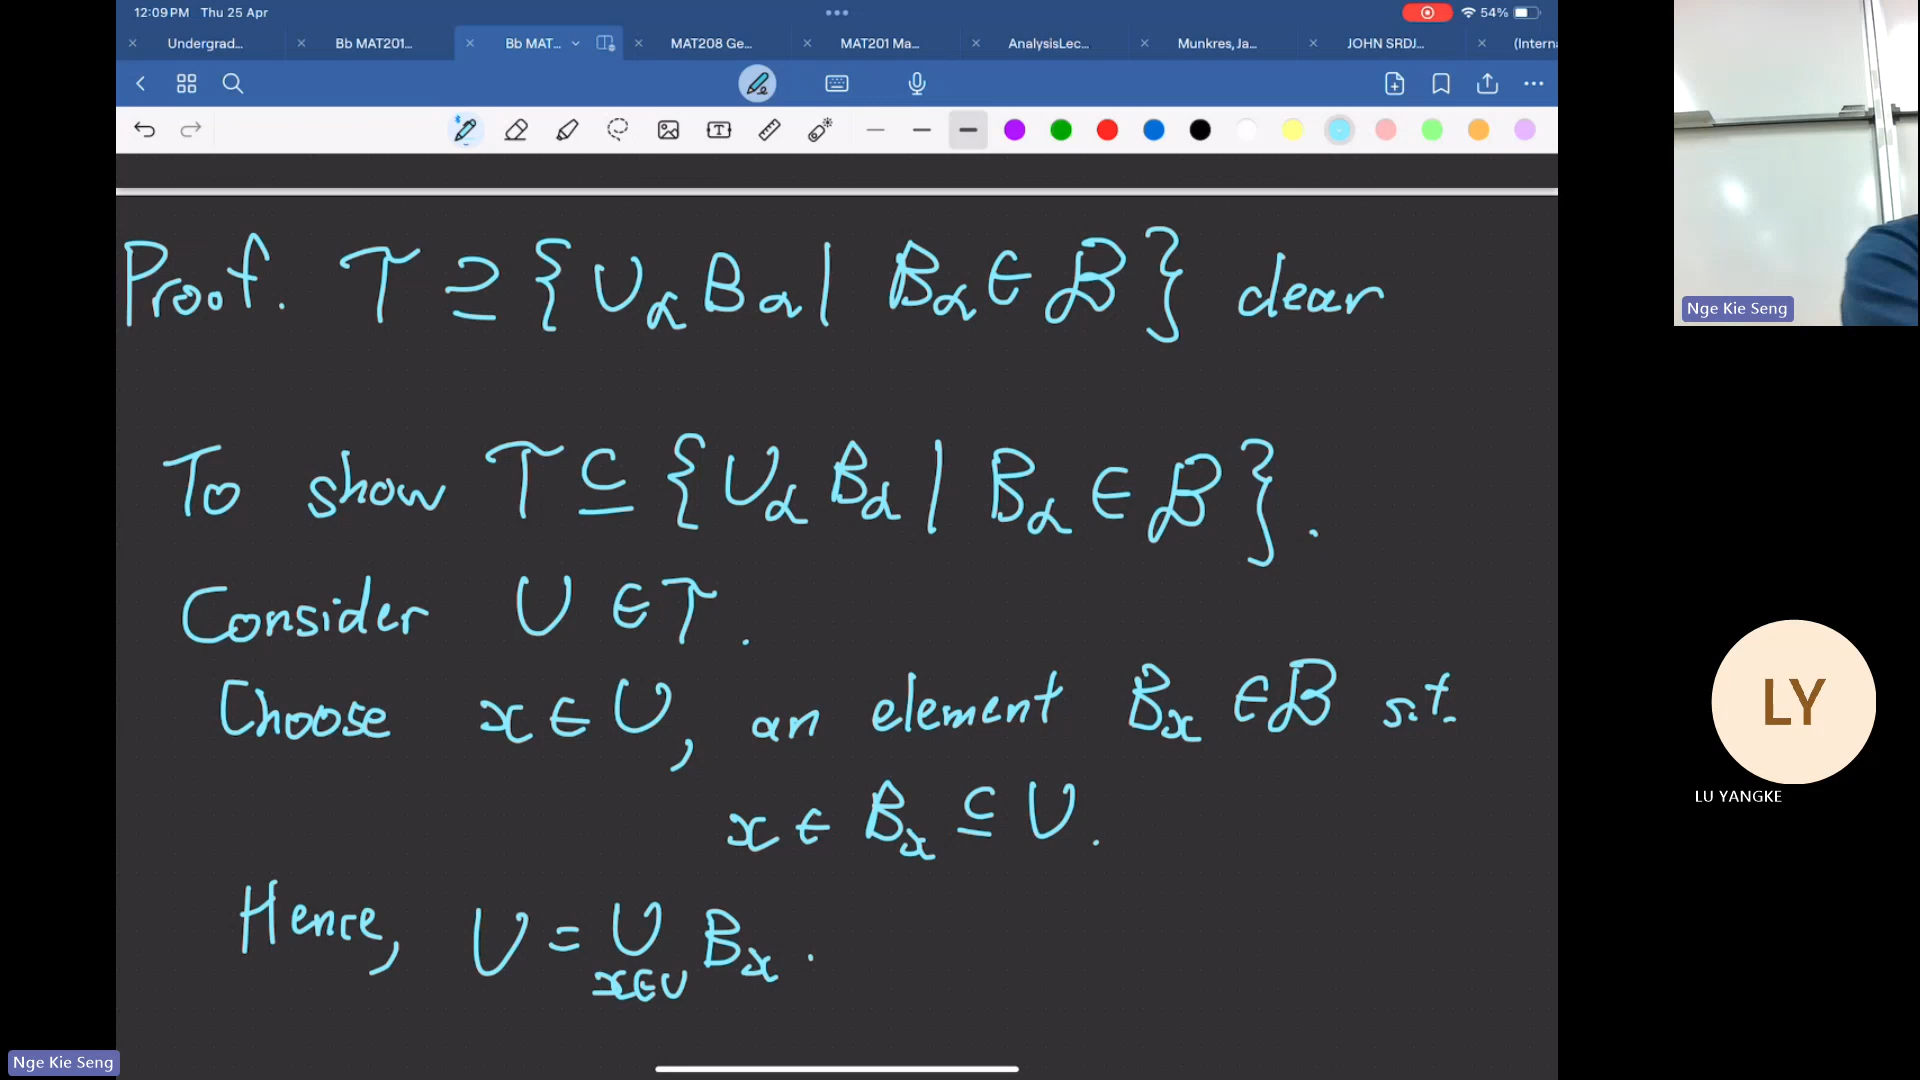 12:09 PM Thu 25 Apr
54%
Undergrad... Bb MAT201... Bb MAT... MAT208 Ge... MAT201 Ma... AnalysisLec... Munkres, Ja... JOHN SRDJ... (Intern
Proof. 𝒯 ⊇ {∪α Bα | Bα ∈ ℬ} clear
To show 𝒯 ⊆ {∪α Bα | Bα ∈ ℬ}.
Consider U ∈ 𝒯.
Choose x ∈ U, an element Bx ∈ ℬ s.t.
x ∈ Bx ⊆ U.
Hence, U = ∪ Bx.
x∈U
Nge Kie Seng
Nge Kie Seng
LY
LU YANGKE